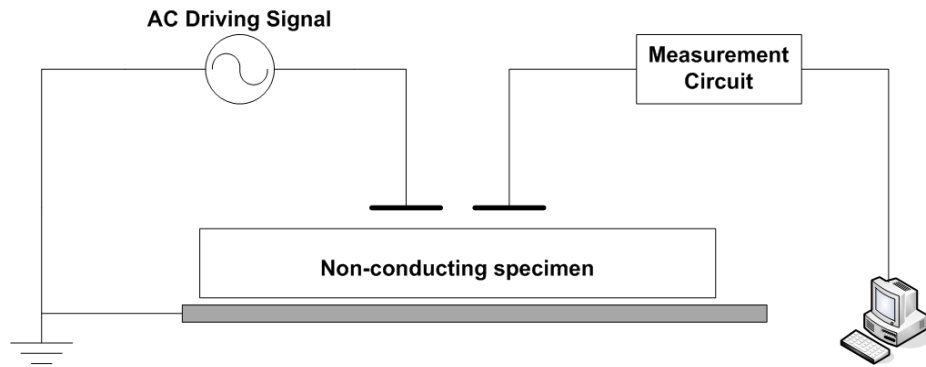 AC Driving Signal
Measurement
Circuit
Non-conducting specimen